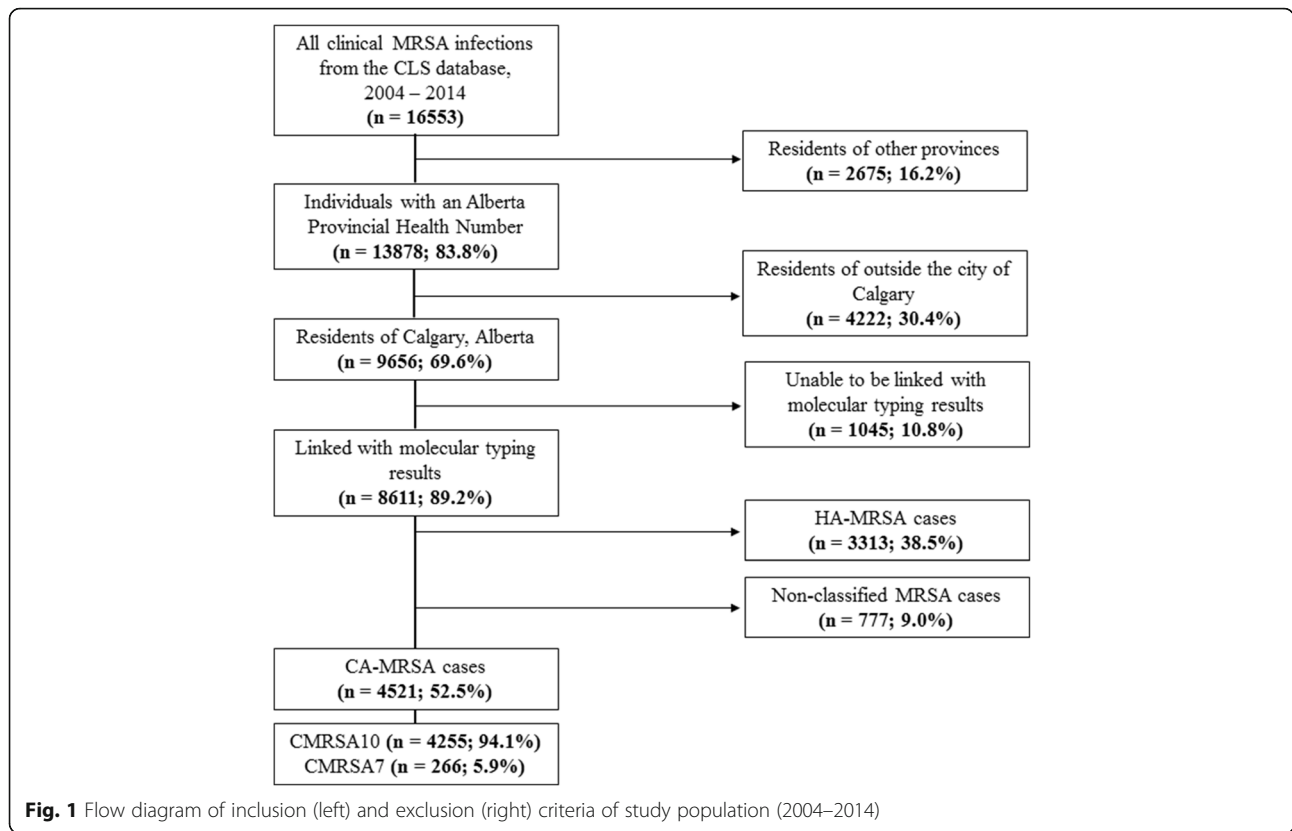 All clinical MRSA infections
from the CLS database,
2004 – 2014
(n = 16553)
Residents of other provinces
(n = 2675; 16.2%)
Individuals with an Alberta
Provincial Health Number
(n = 13878; 83.8%)
Residents of outside the city of
Calgary
(n = 4222; 30.4%)
Residents of Calgary, Alberta
(n = 9656; 69.6%)
Unable to be linked with
molecular typing results
(n = 1045; 10.8%)
Linked with molecular typing
results
(n = 8611; 89.2%)
HA-MRSA cases
(n = 3313; 38.5%)
Non-classified MRSA cases
(n = 777; 9.0%)
CA-MRSA cases
(n = 4521; 52.5%)
CMRSA10 (n = 4255; 94.1%)
CMRSA7 (n = 266; 5.9%)
Fig. 1 Flow diagram of inclusion (left) and exclusion (right) criteria of study population (2004–2014)